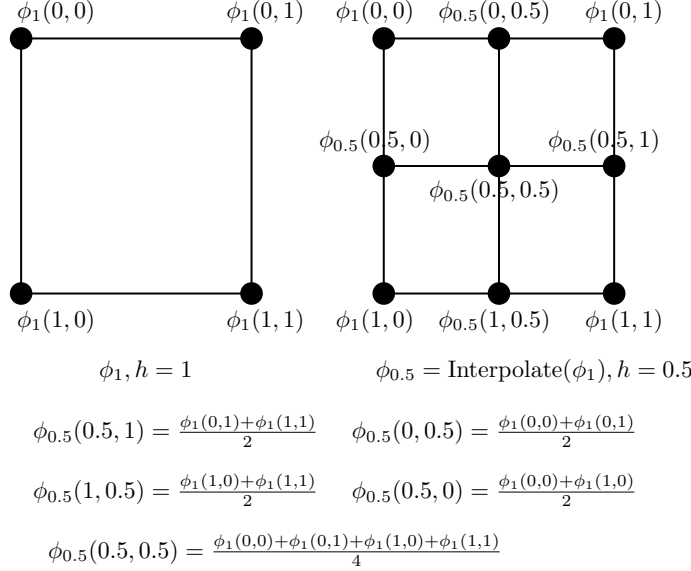 ϕ₁(0, 0) ϕ₁(0, 1) ϕ₁(0, 0) ϕ₀.₅(0, 0.5) ϕ₁(0, 1)
ϕ₀.₅(0.5, 0) ϕ₀.₅(0.5, 1)
ϕ₀.₅(0.5, 0.5)
ϕ₁(1, 0) ϕ₁(1, 1) ϕ₁(1, 0) ϕ₀.₅(1, 0.5) ϕ₁(1, 1)
ϕ₁, h = 1 ϕ₀.₅ = Interpolate(ϕ₁), h = 0.5
ϕ₀.₅(0.5, 1) = (ϕ₁(0,1)+ϕ₁(1,1))/2 ϕ₀.₅(0, 0.5) = (ϕ₁(0,0)+ϕ₁(0,1))/2
ϕ₀.₅(1, 0.5) = (ϕ₁(1,0)+ϕ₁(1,1))/2 ϕ₀.₅(0.5, 0) = (ϕ₁(0,0)+ϕ₁(1,0))/2
ϕ₀.₅(0.5, 0.5) = (ϕ₁(0,0)+ϕ₁(0,1)+ϕ₁(1,0)+ϕ₁(1,1))/4